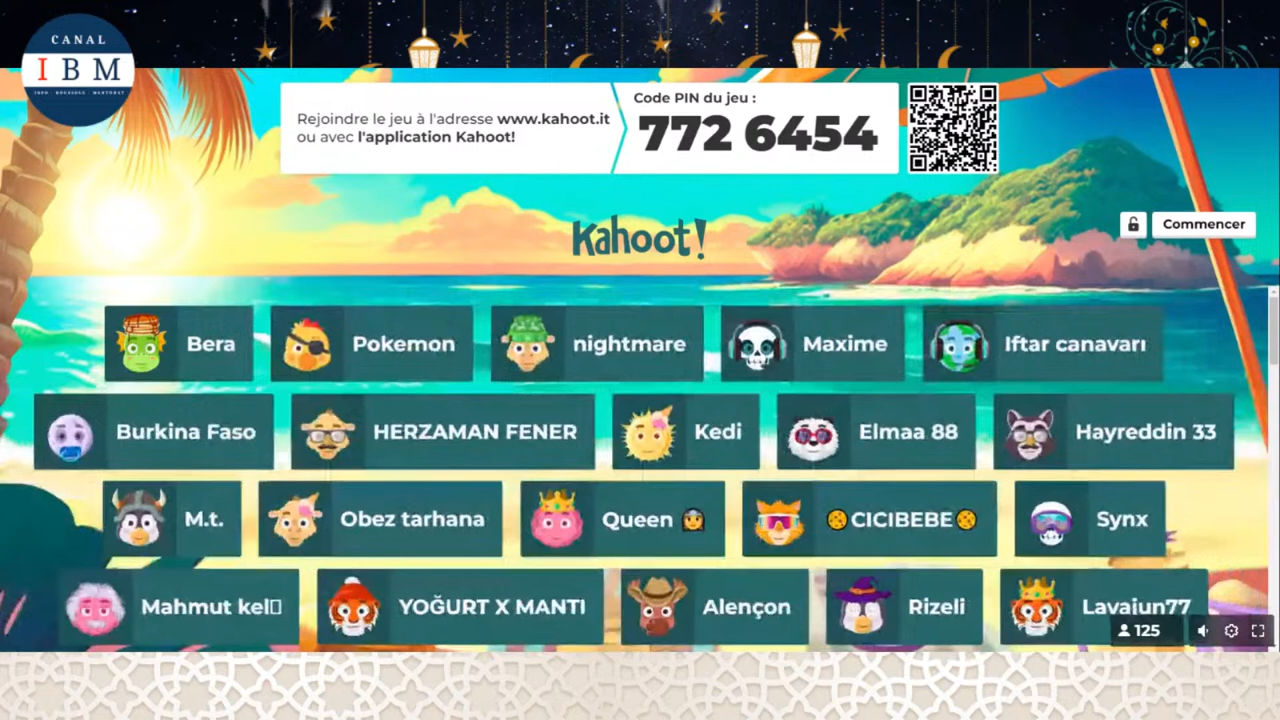 CANAL
IBM
Code PIN du jeu :
Rejoindre le jeu à l'adresse www.kahoot.it
ou avec l'application Kahoot!
772 6454
Kahoot!
Commencer
Bera
Pokemon
nightmare
Maxime
Iftar canavarı
Burkina Faso
HERZAMAN FENER
Kedi
Elmaa 88
Hayreddin 33
M.t.
Obez tarhana
Queen
CICIBEBE
Synx
Mahmut kel
YOĞURT X MANTI
Alençon
Rizeli
Lavajun77
125